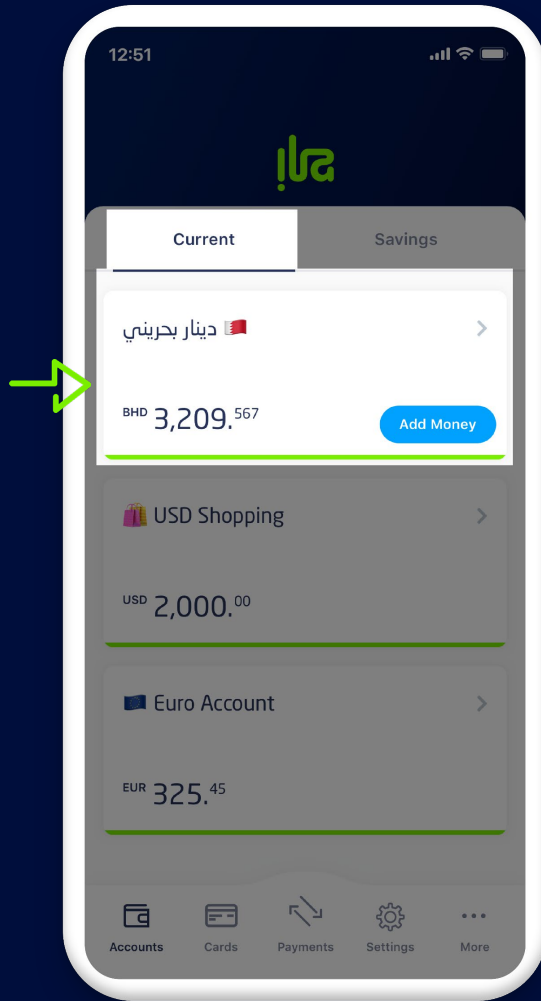 12:51
ila إلى
Current Savings
دينار بحريني
BHD 3,209.567
Add Money
USD Shopping
USD 2,000.00
Euro Account
EUR 325.45
Accounts Cards Payments Settings More